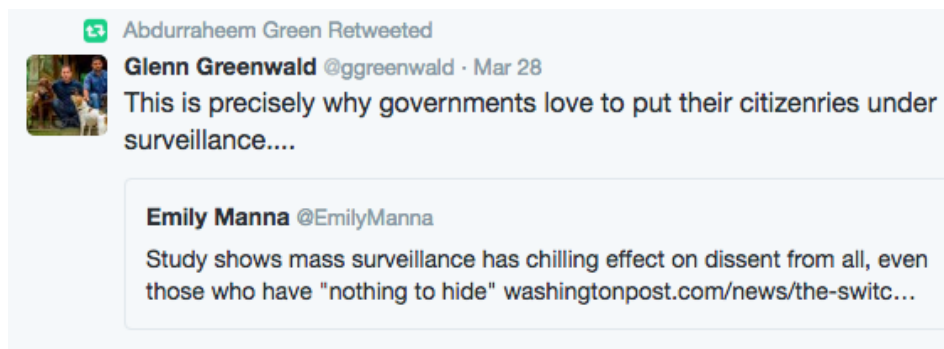 Abdurraheem Green Retweeted
Glenn Greenwald @ggreenwald · Mar 28
This is precisely why governments love to put their citizenries under
surveillance....
Emily Manna @EmilyManna
Study shows mass surveillance has chilling effect on dissent from all, even
those who have "nothing to hide" washingtonpost.com/news/the-switc...